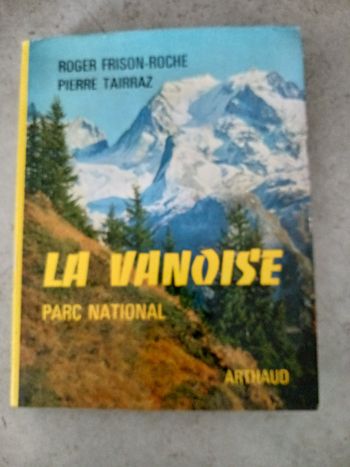 ROGER FRISON-ROCHE
PIERRE TAIRRAZ
LA VANOISE
PARC NATIONAL
ARTHAUD